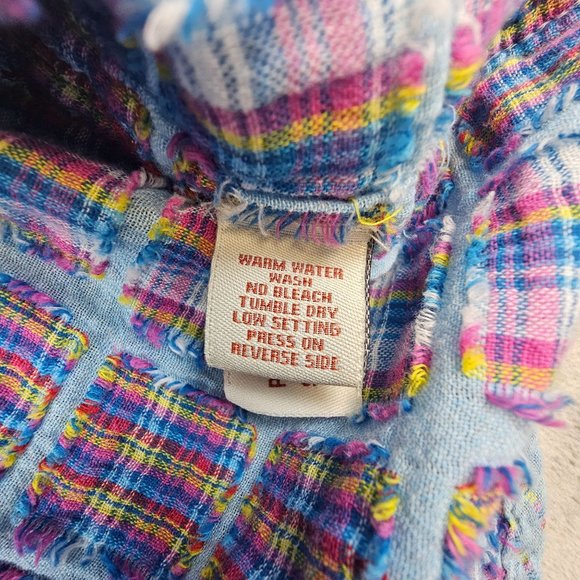 WARM WATER
WASH
NO BLEACH
TUMBLE DRY
LOW SETTING
PRESS ON
REVERSE SIDE